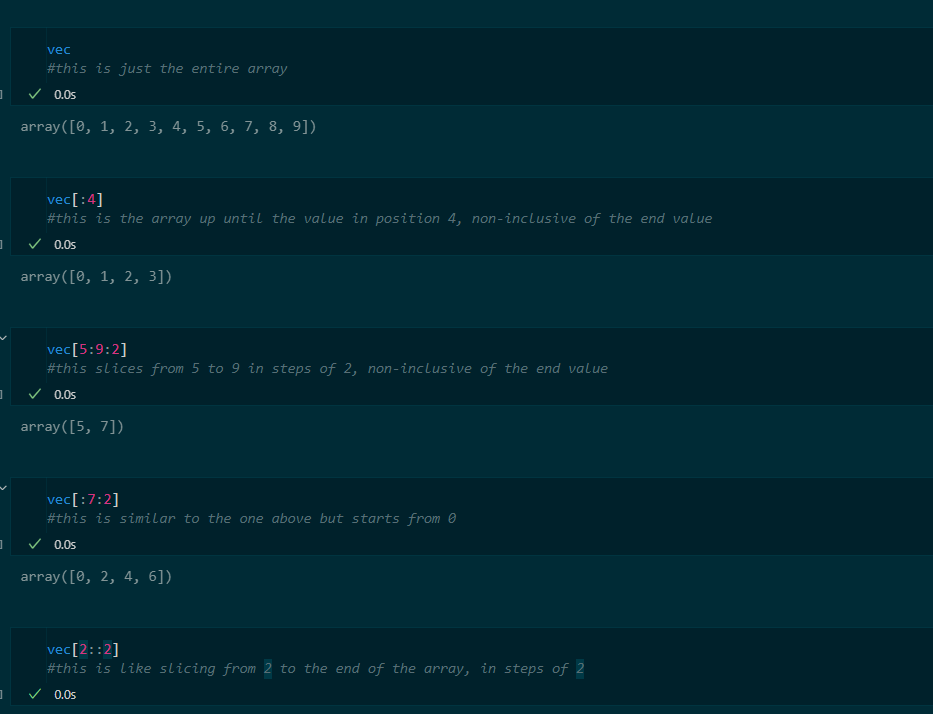 vec
#this is just the entire array
0.0s
array([0, 1, 2, 3, 4, 5, 6, 7, 8, 9])
vec[:4]
#this is the array up until the value in position 4, non-inclusive of the end value
0.0s
array([0, 1, 2, 3])
vec[5:9:2]
#this slices from 5 to 9 in steps of 2, non-inclusive of the end value
0.0s
array([5, 7])
vec[:7:2]
#this is similar to the one above but starts from 0
0.0s
array([0, 2, 4, 6])
vec[2::2]
#this is like slicing from 2 to the end of the array, in steps of 2
0.0s